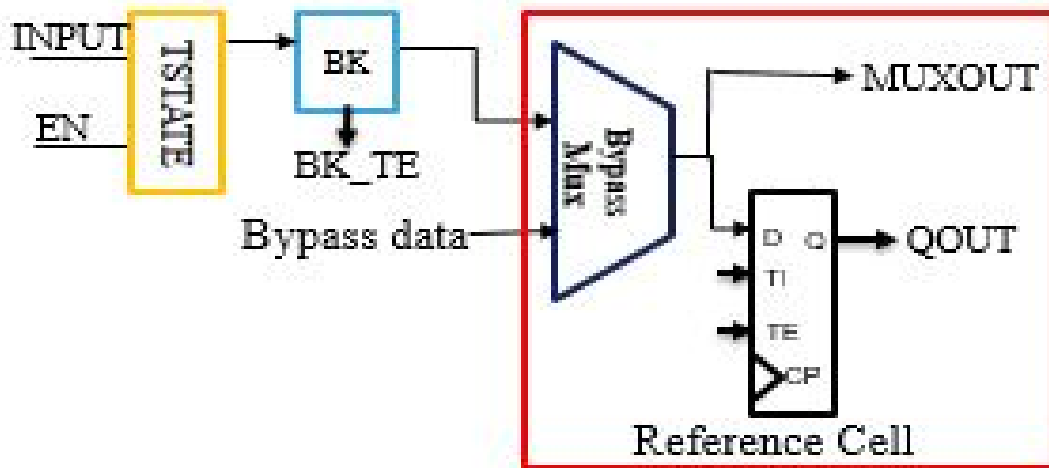 INPUT
EN
TSTATE
BK
BK_TE
Bypass data
Bypass
Mux
MUXOUT
D Q
QOUT
TI
TE
CP
Reference Cell